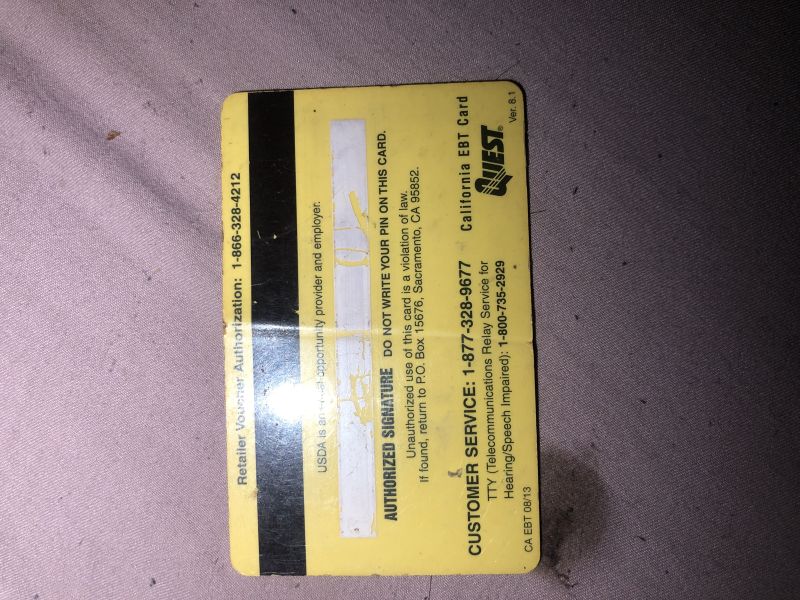 Retailer Voucher Authorization: 1-866-328-4212
USDA is an equal opportunity provider and employer.
AUTHORIZED SIGNATURE DO NOT WRITE YOUR PIN ON THIS CARD.
Unauthorized use of this card is a violation of law.
If found, return to P.O. Box 15676, Sacramento, CA 95852.
CUSTOMER SERVICE: 1-877-328-9677
TTY (Telecommunications Relay Service for
Hearing/Speech Impaired): 1-800-735-2929
California EBT Card
QUEST®
CA EBT 08/13
Ver. 8.1